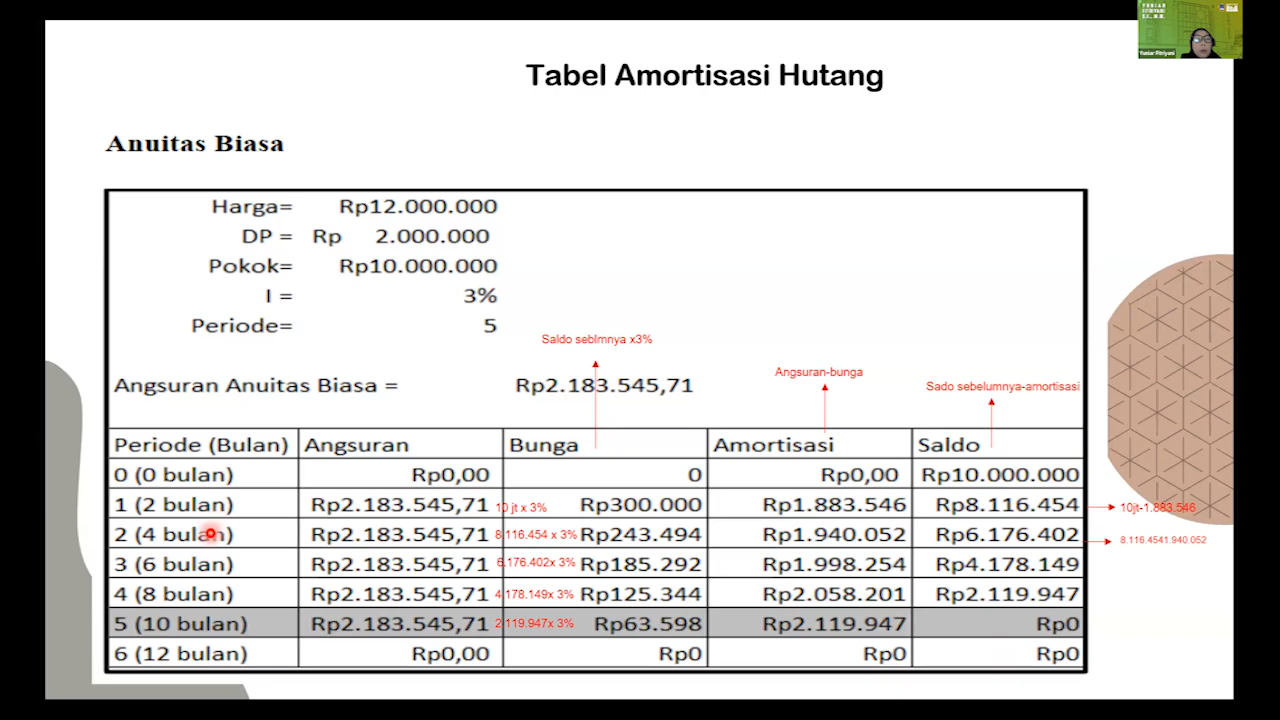 YUNIAR
Yuniar Fitriyani
Tabel Amortisasi Hutang
Anuitas Biasa
Harga= Rp12.000.000
DP = Rp 2.000.000
Pokok= Rp10.000.000
I = 3%
Periode= 5
Saldo seblmnya x3%
Angsuran-bunga
Sado sebelumnya-amortisasi
Angsuran Anuitas Biasa = Rp2.183.545,71
Periode (Bulan) Angsuran Bunga Amortisasi Saldo
0 (0 bulan) Rp0,00 0 Rp0,00 Rp10.000.000
1 (2 bulan) Rp2.183.545,71 10 jt x 3% Rp300.000 Rp1.883.546 Rp8.116.454 10jt-1.883.546
2 (4 bulan) Rp2.183.545,71 8.116.454 x 3% Rp243.494 Rp1.940.052 Rp6.176.402 8.116.4541.940.052
3 (6 bulan) Rp2.183.545,71 6.176.402x 3% Rp185.292 Rp1.998.254 Rp4.178.149
4 (8 bulan) Rp2.183.545,71 4.178.149x 3% Rp125.344 Rp2.058.201 Rp2.119.947
5 (10 bulan) Rp2.183.545,71 2.119.947x 3% Rp63.598 Rp2.119.947 Rp0
6 (12 bulan) Rp0,00 Rp0 Rp0 Rp0